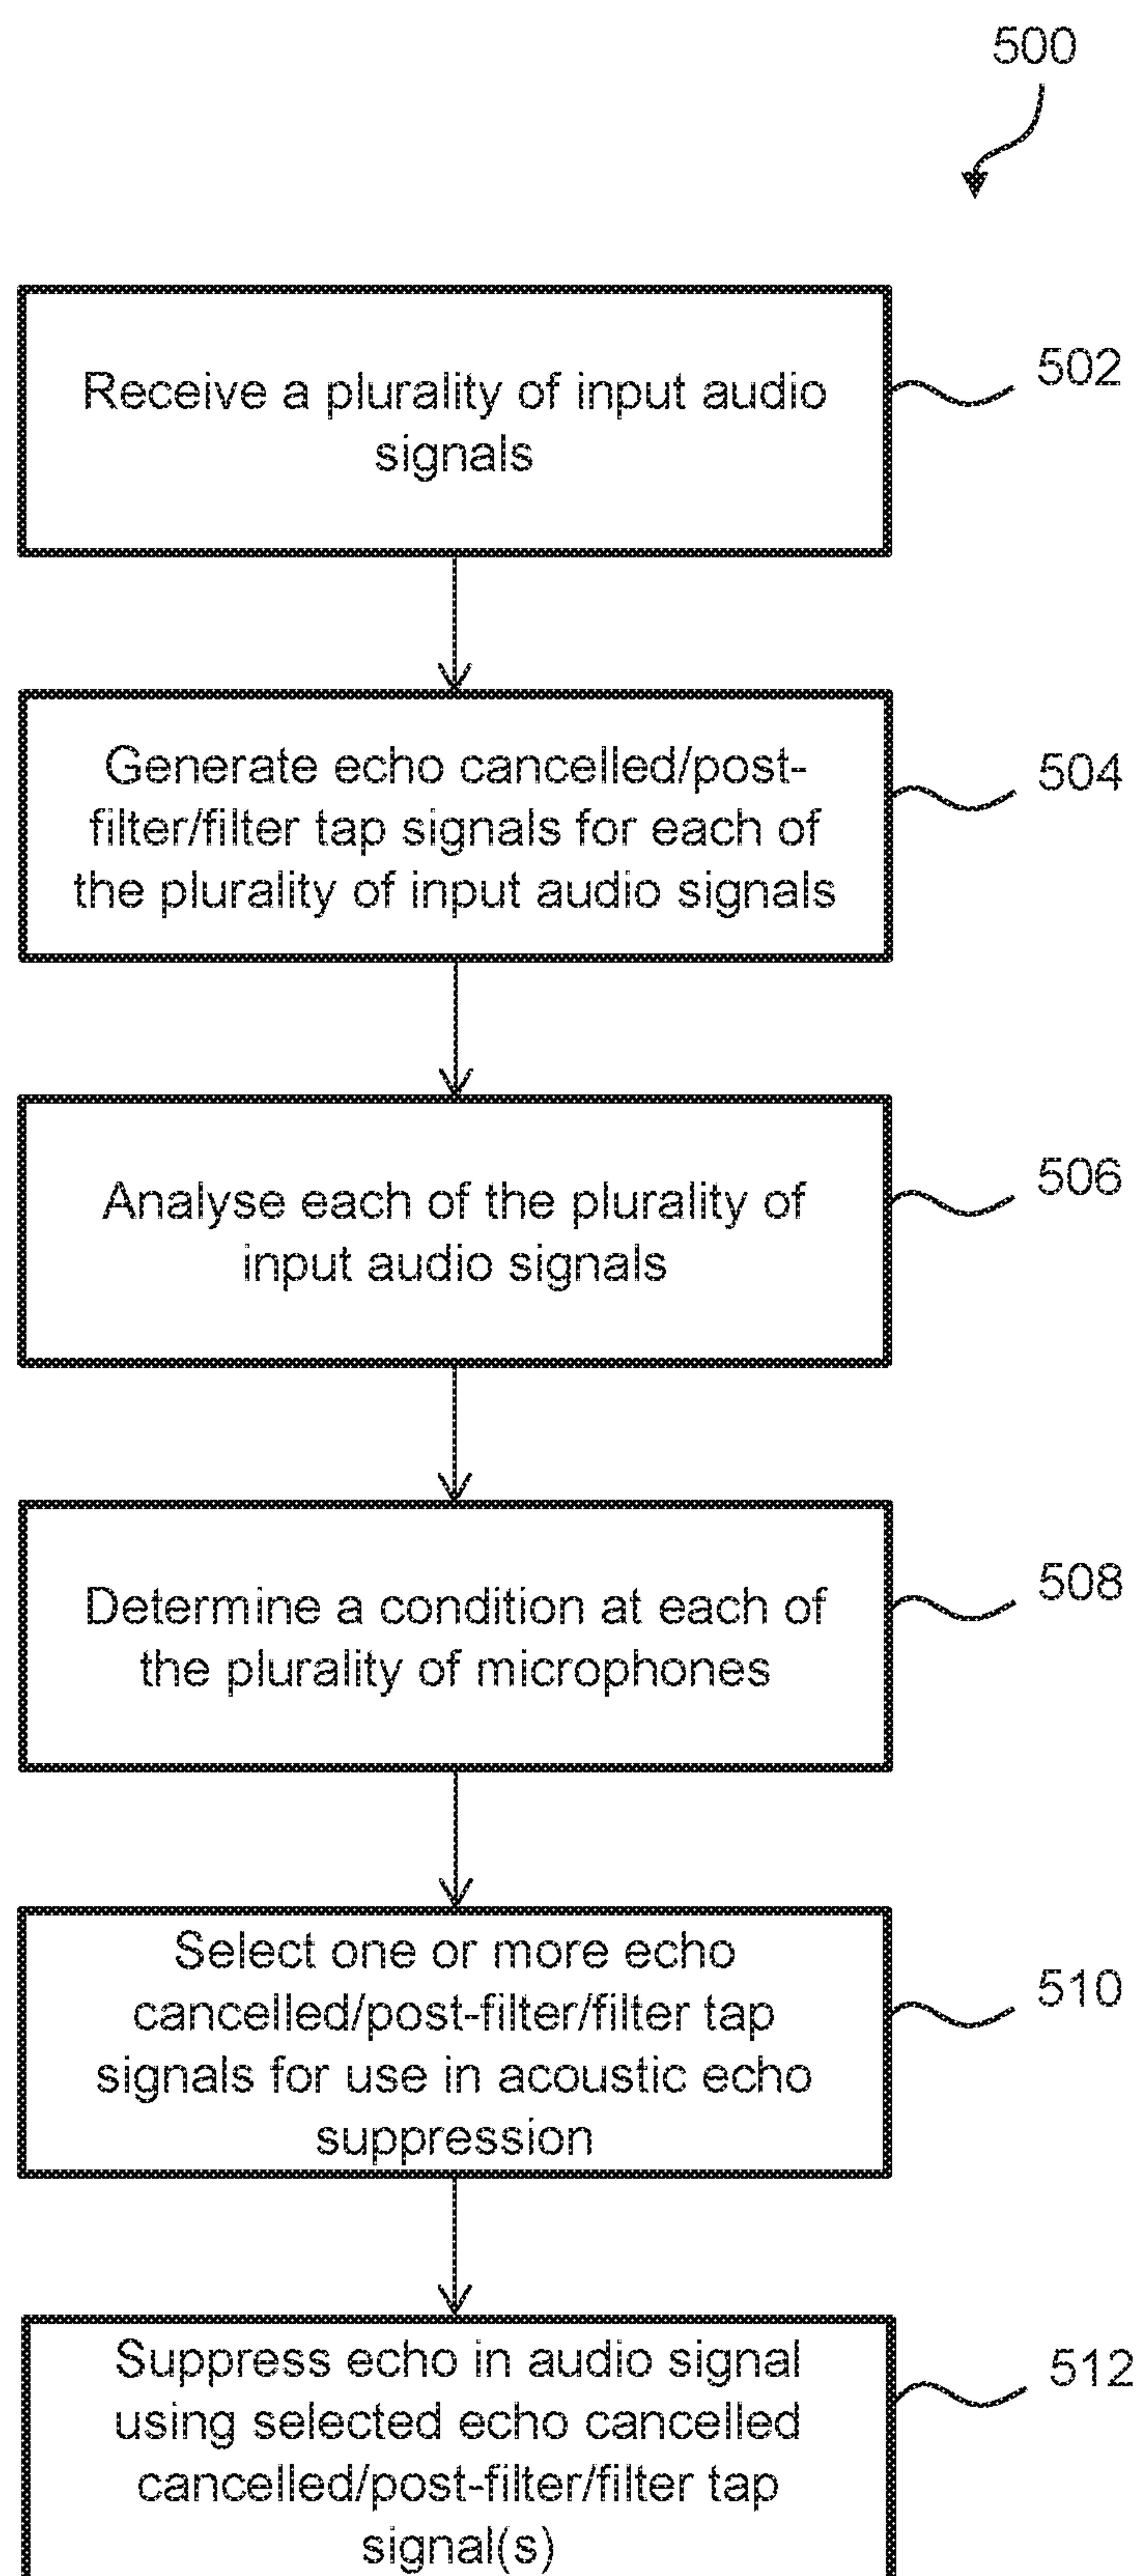 500
Receive a plurality of input audio
signals
502
Generate echo cancelled/post-
filter/filter tap signals for each of
the plurality of input audio signals
504
Analyse each of the plurality of
input audio signals
506
Determine a condition at each of
the plurality of microphones
508
Select one or more echo
cancelled/post-filter/filter tap
signals for use in acoustic echo
suppression
510
Suppress echo in audio signal
using selected echo cancelled
cancelled/post-filter/filter tap
signal(s)
512